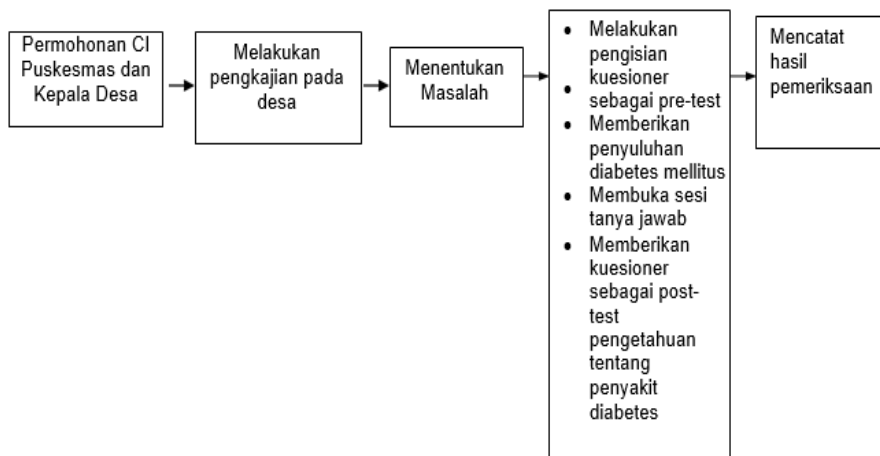 Permohonan CI
Puskesmas dan
Kepala Desa
Melakukan
pengkajian pada
desa
Menentukan
Masalah
• Melakukan
pengisian
kuesioner
• sebagai pre-test
• Memberikan
penyuluhan
diabetes mellitus
• Membuka sesi
tanya jawab
• Memberikan
kuesioner
sebagai post-
test
pengetahuan
tentang
penyakit
diabetes
Mencatat
hasil
pemeriksaan